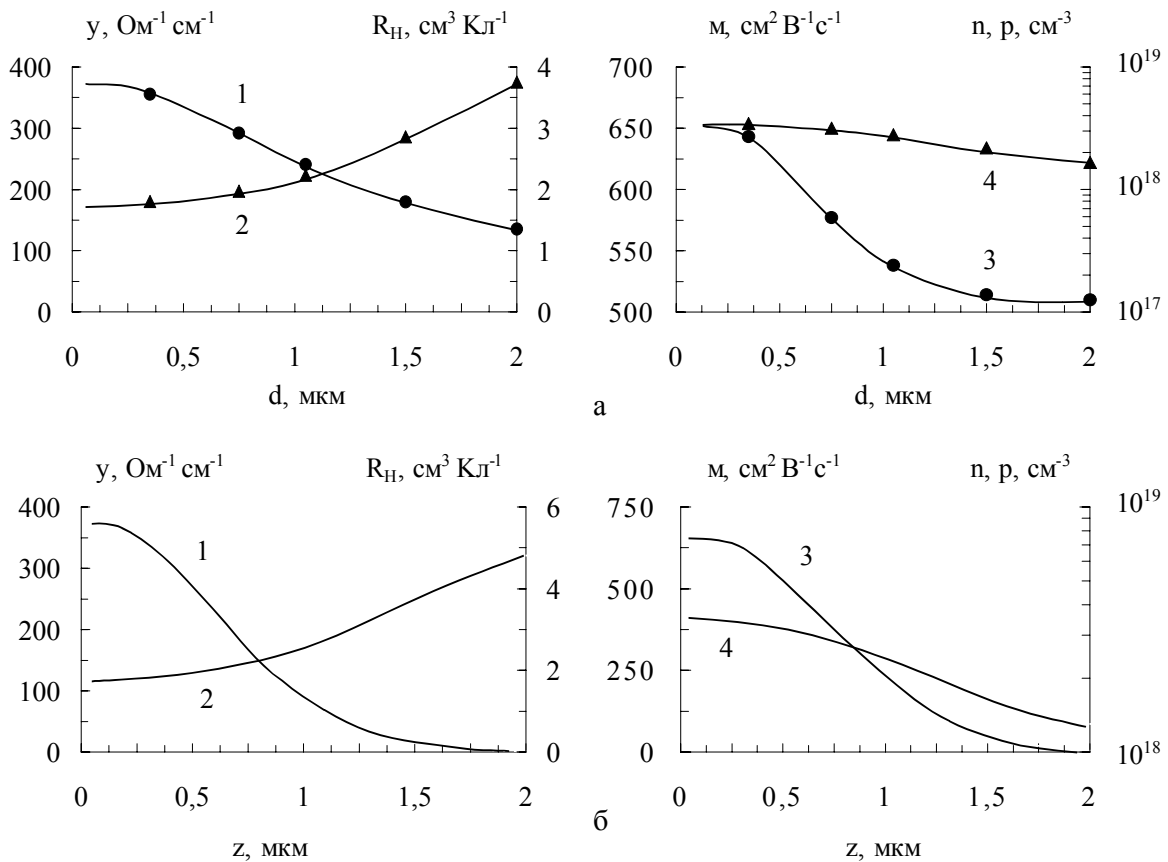 у, Ом⁻¹ см⁻¹ R_H, см³ Кл⁻¹ м, см² В⁻¹с⁻¹ n, p, см⁻³
400 4 700 10¹⁹
1
300 3 650
4 10¹⁸
200 2 600
2
100 1 550 3
0 0 500 10¹⁷
0 0,5 1 1,5 2 0 0,5 1 1,5 2
d, мкм d, мкм
а
у, Ом⁻¹ см⁻¹ R_H, см³ Кл⁻¹ м, см² В⁻¹с⁻¹ n, p, см⁻³
400 6 750 10¹⁹
1 3
300 500
4
200
2 4
100 2 250
0 0 0 10¹⁸
0 0,5 1 1,5 2 0 0,5 1 1,5 2
б
z, мкм z, мкм